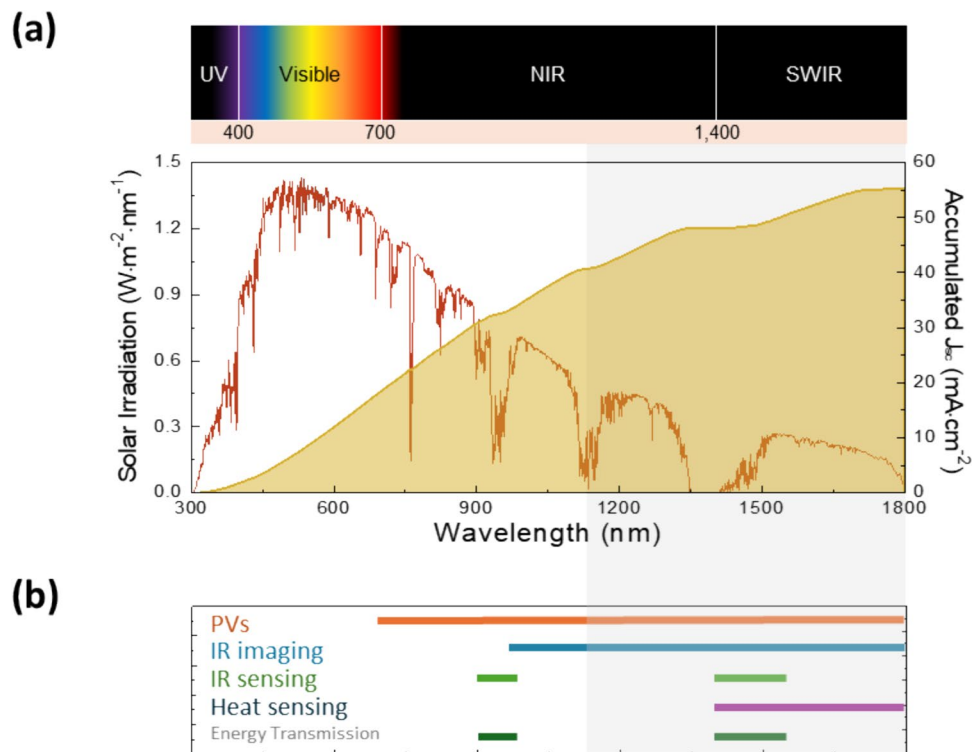 (a)
UV Visible NIR SWIR
400 700 1,400
1.5 60
1.2 50
0.9 40
0.6 30
0.3 20
0.0 10
0
Solar Irradiation (W·m⁻²·nm⁻¹)
Accumulated Jsc (mA·cm⁻²)
300 600 900 1200 1500 1800
Wavelength (nm)
(b)
PVs
IR imaging
IR sensing
Heat sensing
Energy Transmission